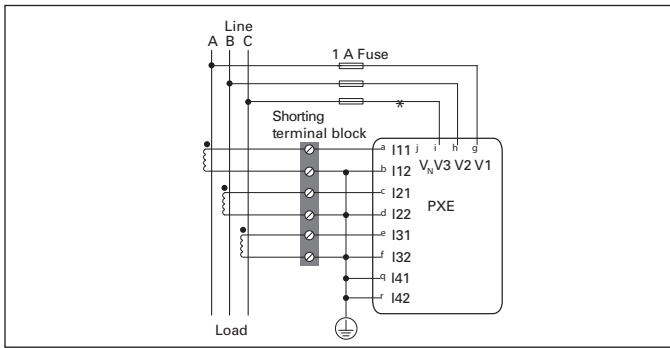 Line
A B C
1 A Fuse
*
Shorting
terminal block
a I11 j i h g
VN V3 V2 V1
b I12
c I21
PXE
d I22
e I31
f I32
q I41
r I42
Load